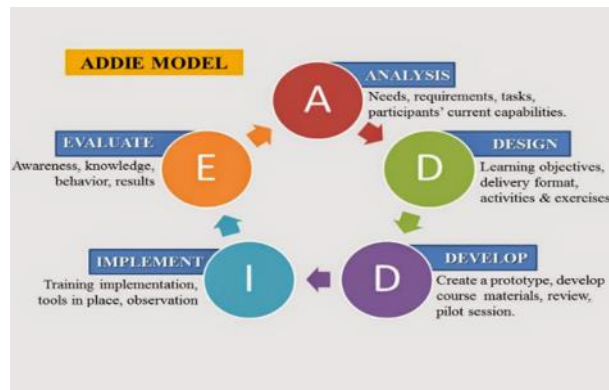 ADDIE MODEL
A
ANALYSIS
Needs, requirements, tasks,
participants' current capabilities.
D
DESIGN
Learning objectives,
delivery format,
activities & exercises
D
DEVELOP
Create a prototype, develop
course materials, review,
pilot session.
I
IMPLEMENT
Training implementation,
tools in place, observation
E
EVALUATE
Awareness, knowledge,
behavior, results